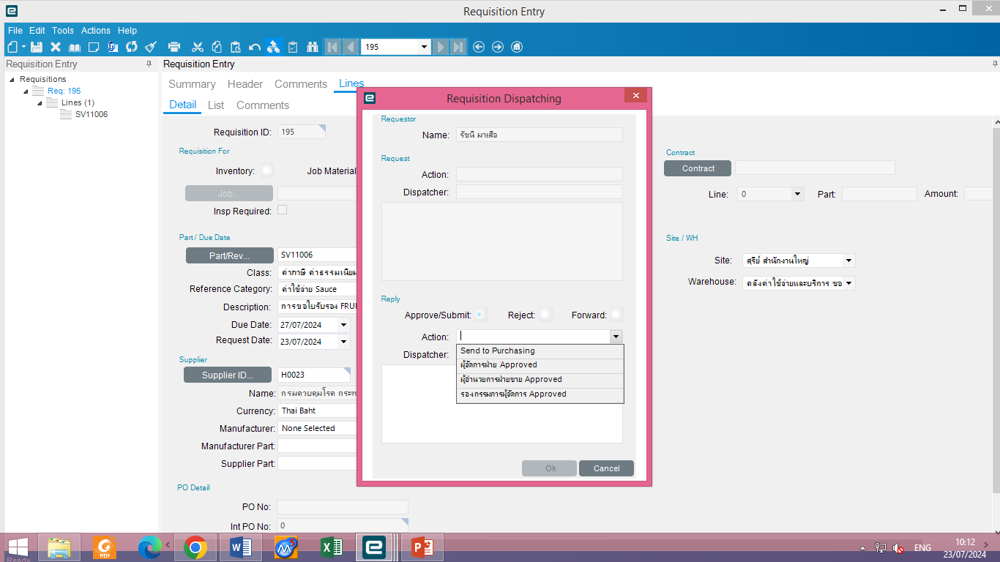 Requisition Entry
File Edit Tools Actions Help
195
Requisition Entry
Requisitions
Req: 195
Lines (1)
SV11006
Requisition Entry
Summary Header Comments Lines
Detail List Comments
Requisition ID: 195
Requisition For
Inventory: Job Material
Job...
Insp Required:
Part / Due Date
Part/Rev... SV11006
Class: ค่าภาษี ค่าธรรมเนียม
Reference Category: ค่าใช้จ่าย Sauce
Description: การขอใบรับรอง FRUI
Due Date: 27/07/2024
Request Date: 23/07/2024
Supplier
Supplier ID... H0023
Name: กรมควบคุมโรค กระท
Currency: Thai Baht
Manufacturer: None Selected
Manufacturer Part:
Supplier Part:
PO Detail
PO No:
Int PO No: 0
Requisition Dispatching
Requestor
Name: รัชนี มาเสือ
Request
Action:
Dispatcher:
Reply
Approve/Submit: Reject: Forward:
Action:
Dispatcher:
Send to Purchasing
ผู้จัดการฝ่าย Approved
ผู้อำนวยการฝ่ายขาย Approved
รองกรรมการผู้จัดการ Approved
Ok Cancel
Contract
Contract
Line: 0 Part: Amount:
Site / WH
Site: สุรีย์ สำนักงานใหญ่
Warehouse: คลังค่าใช้จ่ายและบริการ ซอ
Ready
PDF
ENG
10:12
23/07/2024